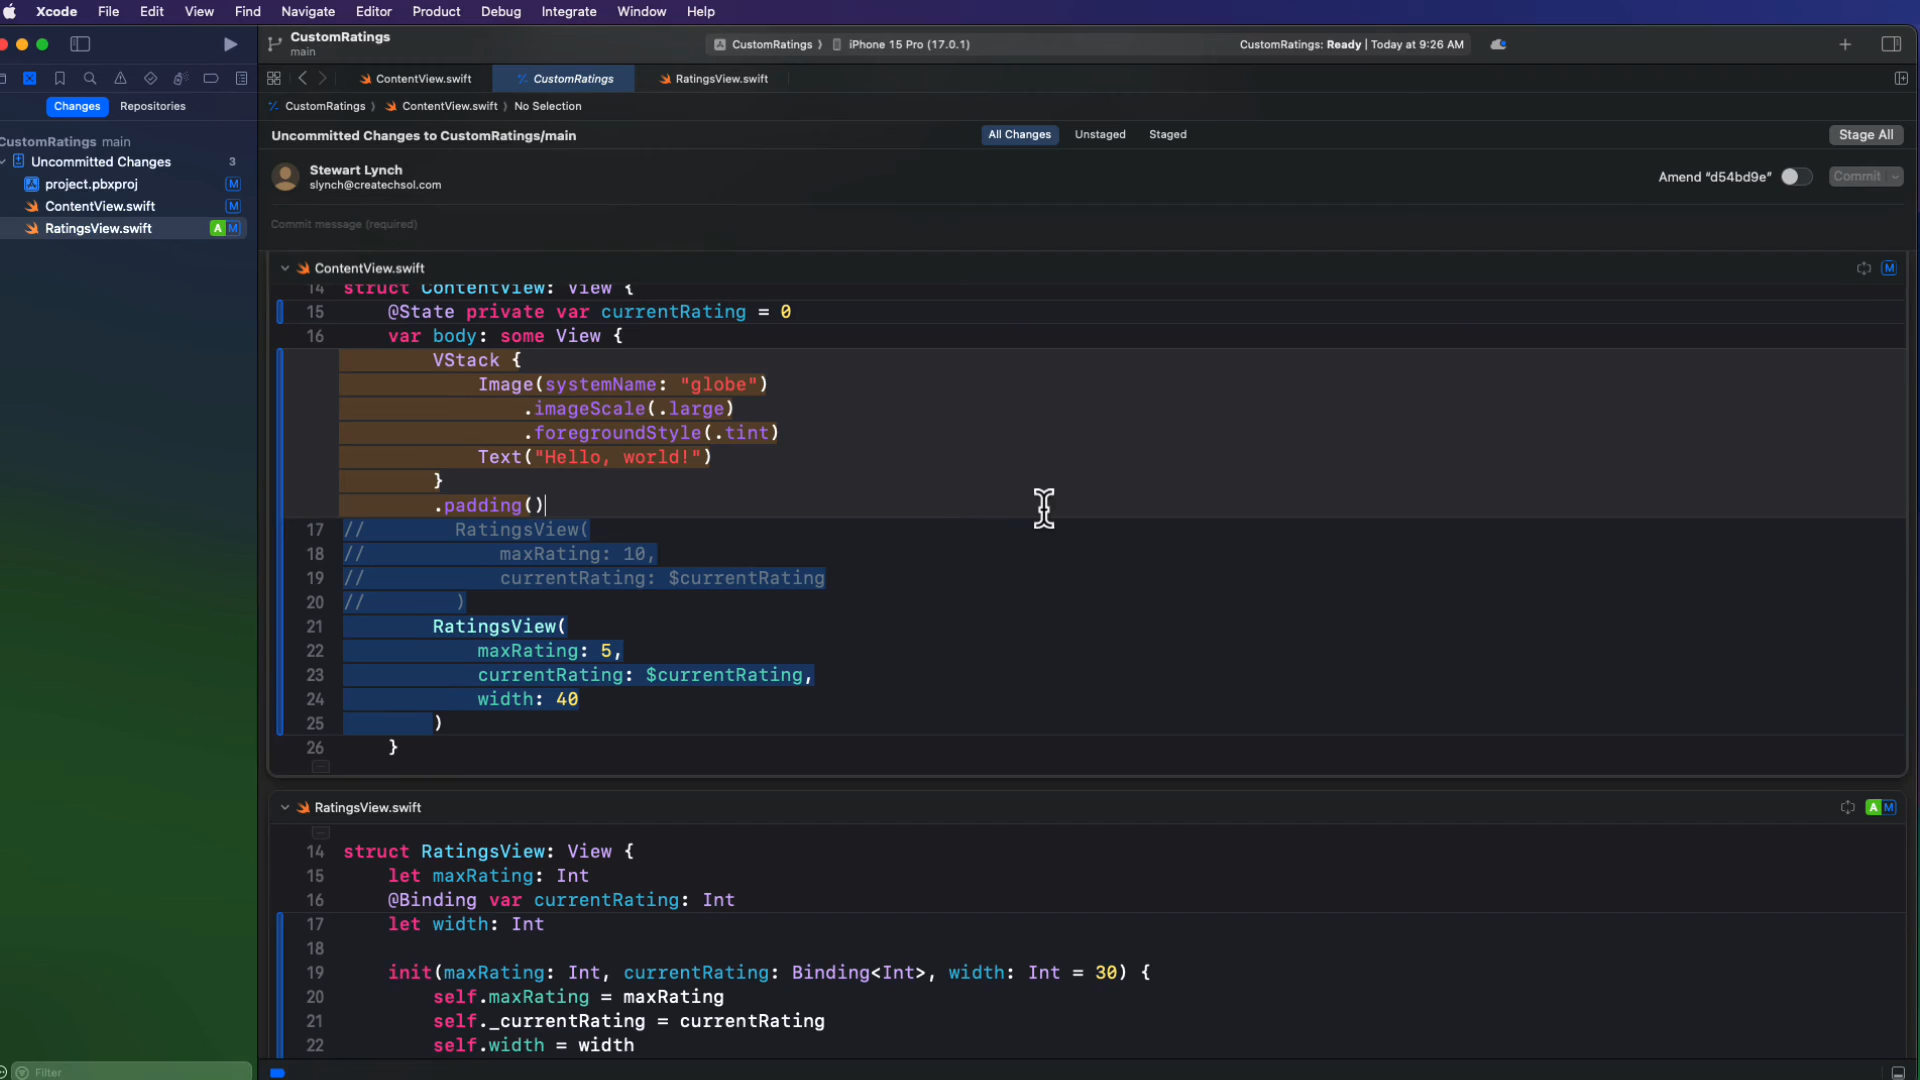 Xcode File Edit View Find Navigate Editor Product Debug Integrate Window Help
CustomRatings
main
CustomRatings iPhone 15 Pro (17.0.1)
CustomRatings: Ready | Today at 9:26 AM
ContentView.swift CustomRatings RatingsView.swift
Changes Repositories
CustomRatings ContentView.swift No Selection
CustomRatings main
Uncommitted Changes 3
project.pbxproj M
ContentView.swift M
RatingsView.swift A M
Filter
Uncommitted Changes to CustomRatings/main
All Changes Unstaged Staged
Stage All
Stewart Lynch
slynch@createchsol.com
Amend "d54bd9e"
Commit
Commit message (required)
ContentView.swift M
14 struct ContentView: View {
15 @State private var currentRating = 0
16 var body: some View {
VStack {
Image(systemName: "globe")
.imageScale(.large)
.foregroundStyle(.tint)
Text("Hello, world!")
}
.padding()
17 // RatingsView(
18 // maxRating: 10,
19 // currentRating: $currentRating
20 // )
21 RatingsView(
22 maxRating: 5,
23 currentRating: $currentRating,
24 width: 40
25 )
26 }
RatingsView.swift A M
14 struct RatingsView: View {
15 let maxRating: Int
16 @Binding var currentRating: Int
17 let width: Int
18
19 init(maxRating: Int, currentRating: Binding<Int>, width: Int = 30) {
20 self.maxRating = maxRating
21 self._currentRating = currentRating
22 self.width = width